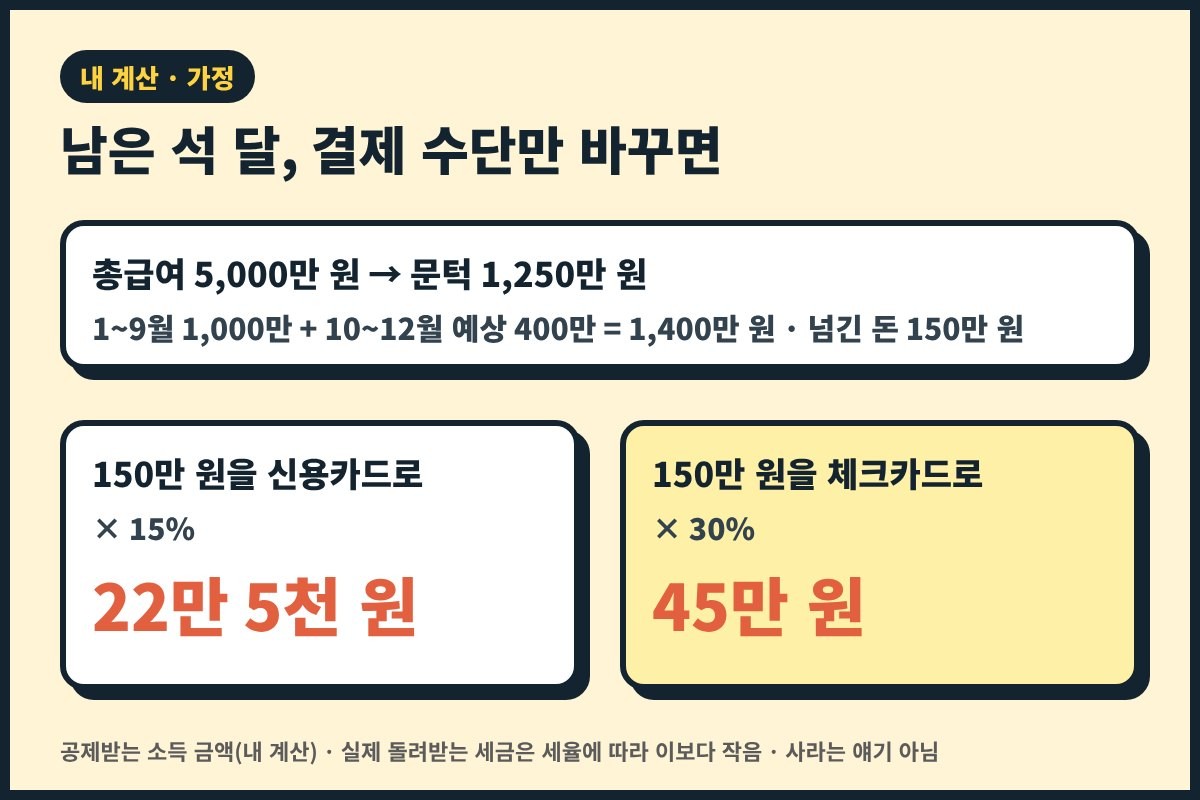 내 계산 · 가정
남은 석 달, 결제 수단만 바꾸면
총급여 5,000만 원 → 문턱 1,250만 원
1~9월 1,000만 + 10~12월 예상 400만 = 1,400만 원 · 넘긴 돈 150만 원
150만 원을 신용카드로
× 15%
22만 5천 원
150만 원을 체크카드로
× 30%
45만 원
공제받는 소득 금액(내 계산) · 실제 돌려받는 세금은 세율에 따라 이보다 작음 · 사라는 얘기 아님